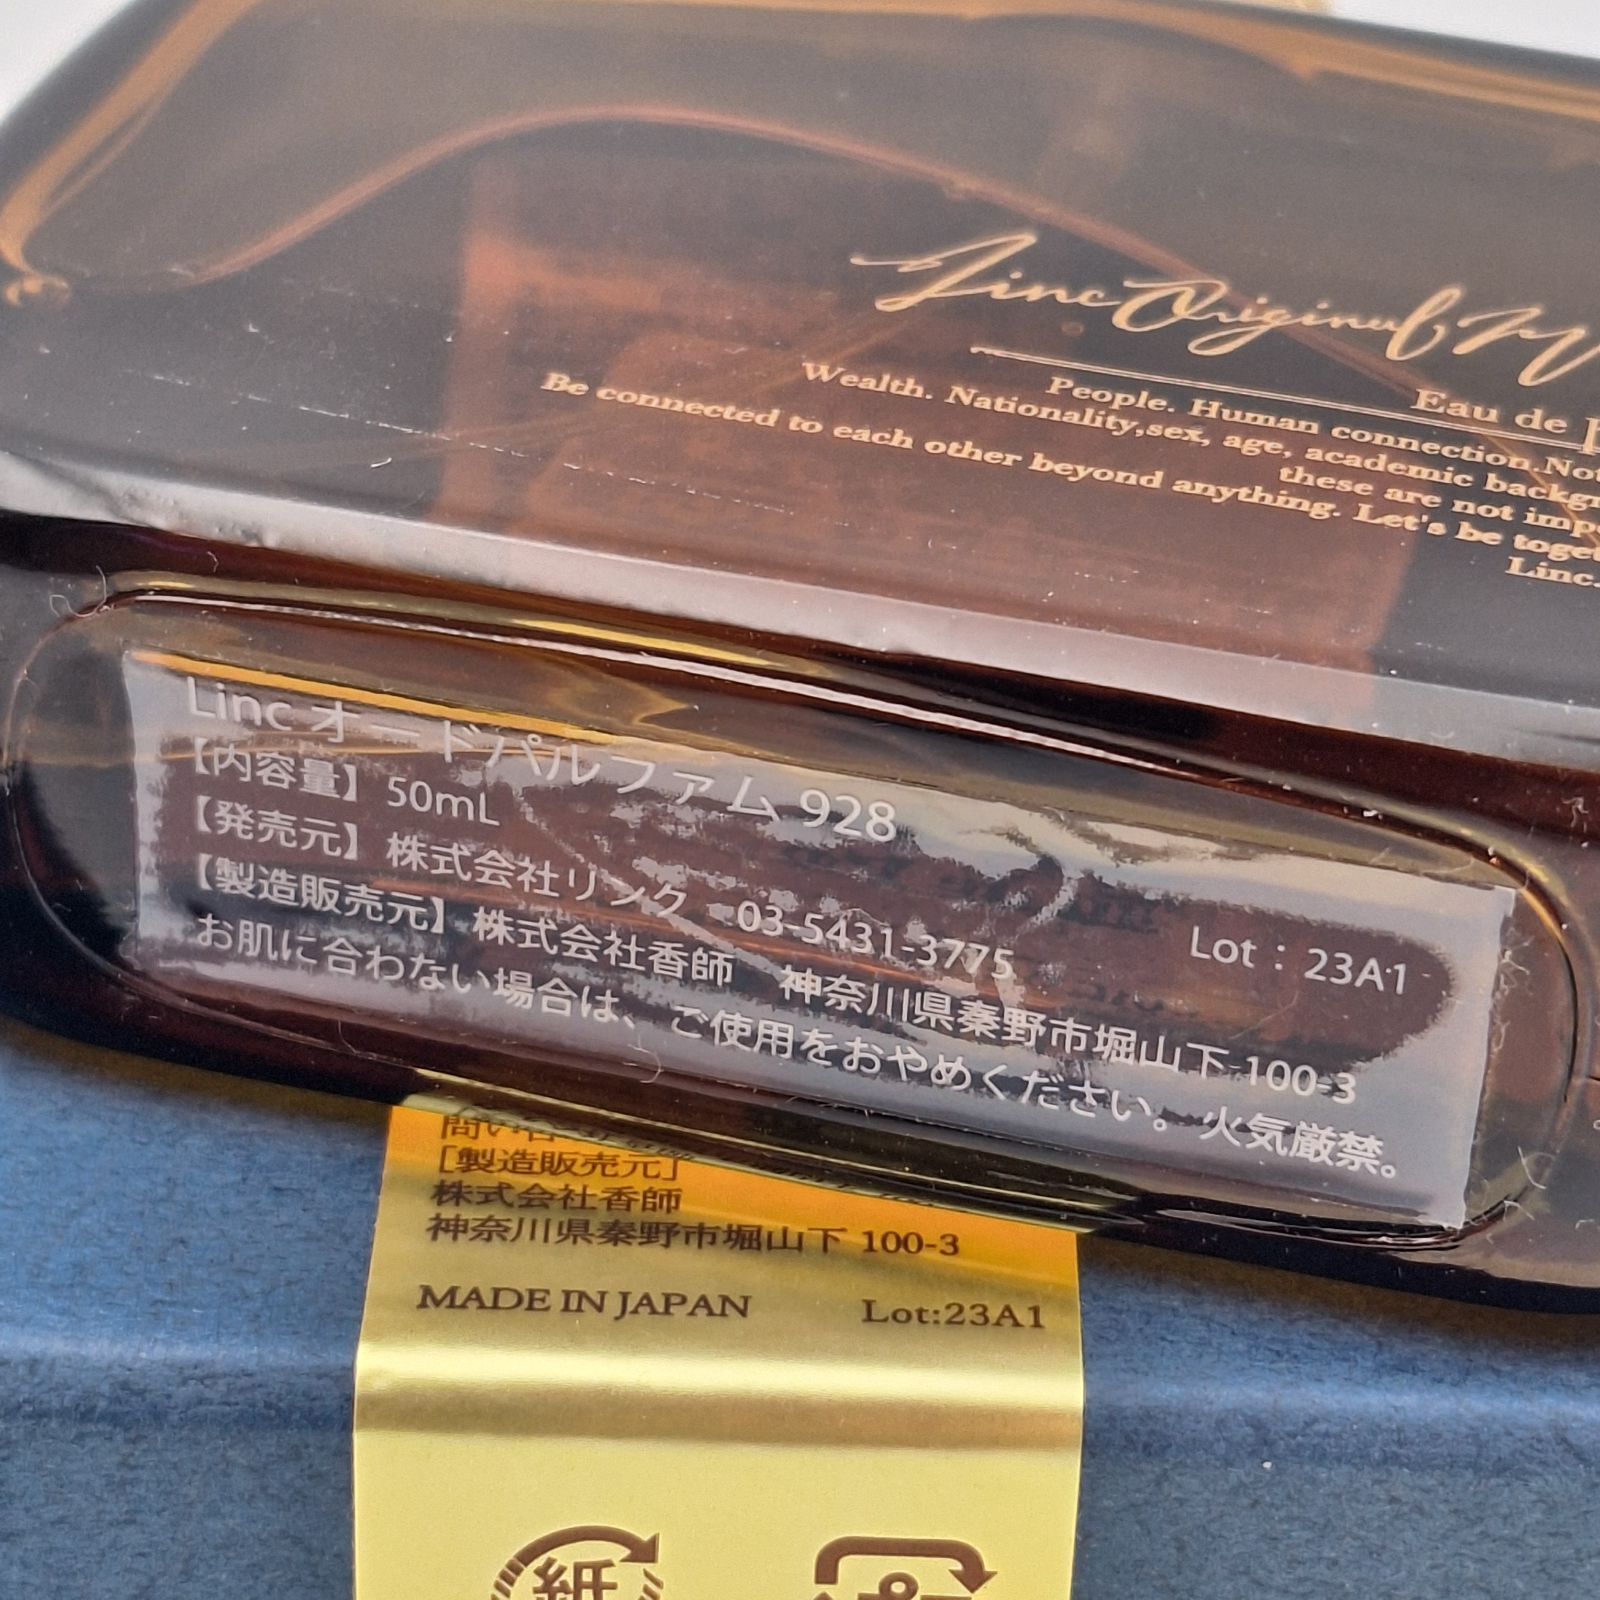 Linc Original
Eau de
People. Human connection. Not
Wealth. Nationality,sex, age, academic
these are not
Be connected to each other beyond anything. Let's be
Linc.
Linc オードパルファム 928
【内容量】 50mL
【発売元】 株式会社リンク 03-5431-3775 Lot : 23A1
【製造販売元】 株式会社香師 神奈川県秦野市堀山下 100-3
お肌に合わない場合は、ご使用をおやめください。火気厳禁。
[製造販売元]
株式会社香師
神奈川県秦野市堀山下 100-3
MADE IN JAPAN Lot:23A1
紙